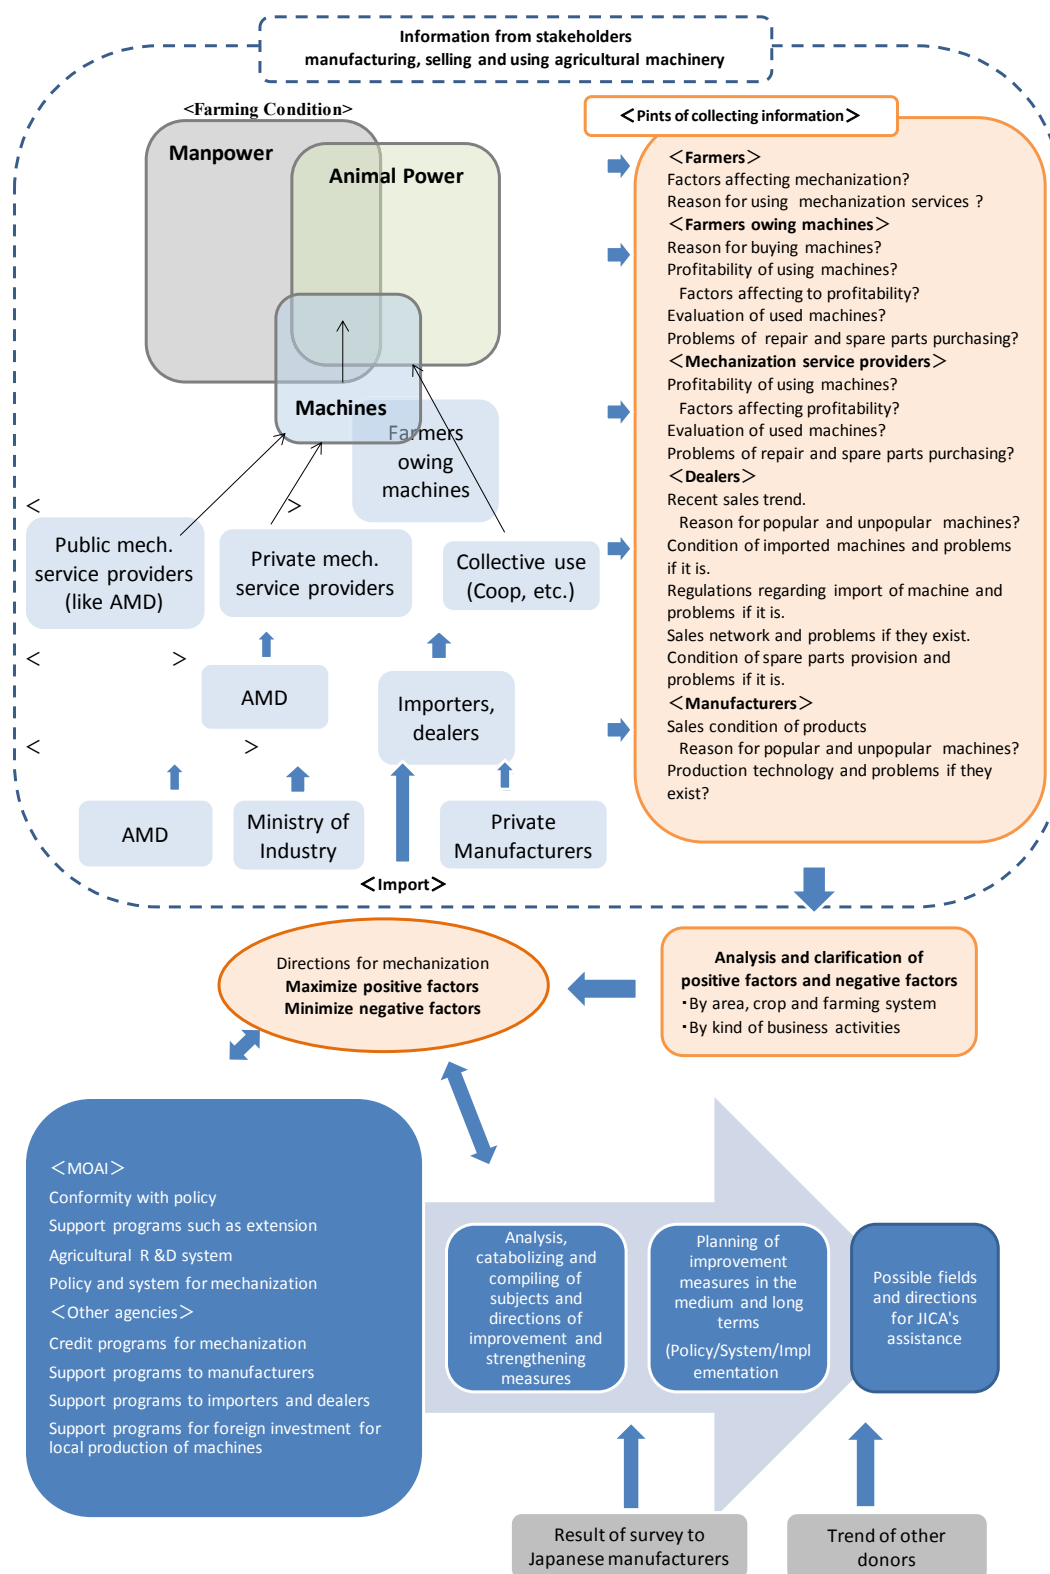 Information from stakeholders
manufacturing, selling and using agricultural machinery
<Farming Condition>
Manpower
Animal Power
Machines
Farmers
owing
machines
<
>
Public mech.
service providers
(like AMD)
Private mech.
service providers
Collective use
(Coop, etc.)
<
>
AMD
Importers,
dealers
<
>
AMD
Ministry of
Industry
Private
Manufacturers
＜Import＞
＜Pints of collecting information＞
＜Farmers＞
Factors affecting mechanization?
Reason for using mechanization services ?
＜Farmers owing machines＞
Reason for buying machines?
Profitability of using machines?
Factors affecting to profitability?
Evaluation of used machines?
Problems of repair and spare parts purchasing?
＜Mechanization service providers＞
Profitability of using machines?
Factors affecting profitability?
Evaluation of used machines?
Problems of repair and spare parts purchasing?
＜Dealers＞
Recent sales trend.
Reason for popular and unpopular machines?
Condition of imported machines and problems
if it is.
Regulations regarding import of machine and
problems if it is.
Sales network and problems if they exist.
Condition of spare parts provision and
problems if it is.
＜Manufacturers＞
Sales condition of products
Reason for popular and unpopular machines?
Production technology and problems if they
exist?
Analysis and clarification of
positive factors and negative factors
・By area, crop and farming system
・By kind of business activities
Directions for mechanization
Maximize positive factors
Minimize negative factors
＜MOAI＞
Conformity with policy
Support programs such as extension
Agricultural R &D system
Policy and system for mechanization
＜Other agencies＞
Credit programs for mechanization
Support programs to manufacturers
Support programs to importers and dealers
Support programs for foreign investment for
local production of machines
Analysis,
catabolizing and
compiling of
subjects and
directions of
improvement and
strengthening
measures
Planning of
improvement
measures in the
medium and long
terms
(Policy/System/Impl
ementation
Possible fields
and directions
for JICA's
assistance
Result of survey to
Japanese manufacturers
Trend of other
donors